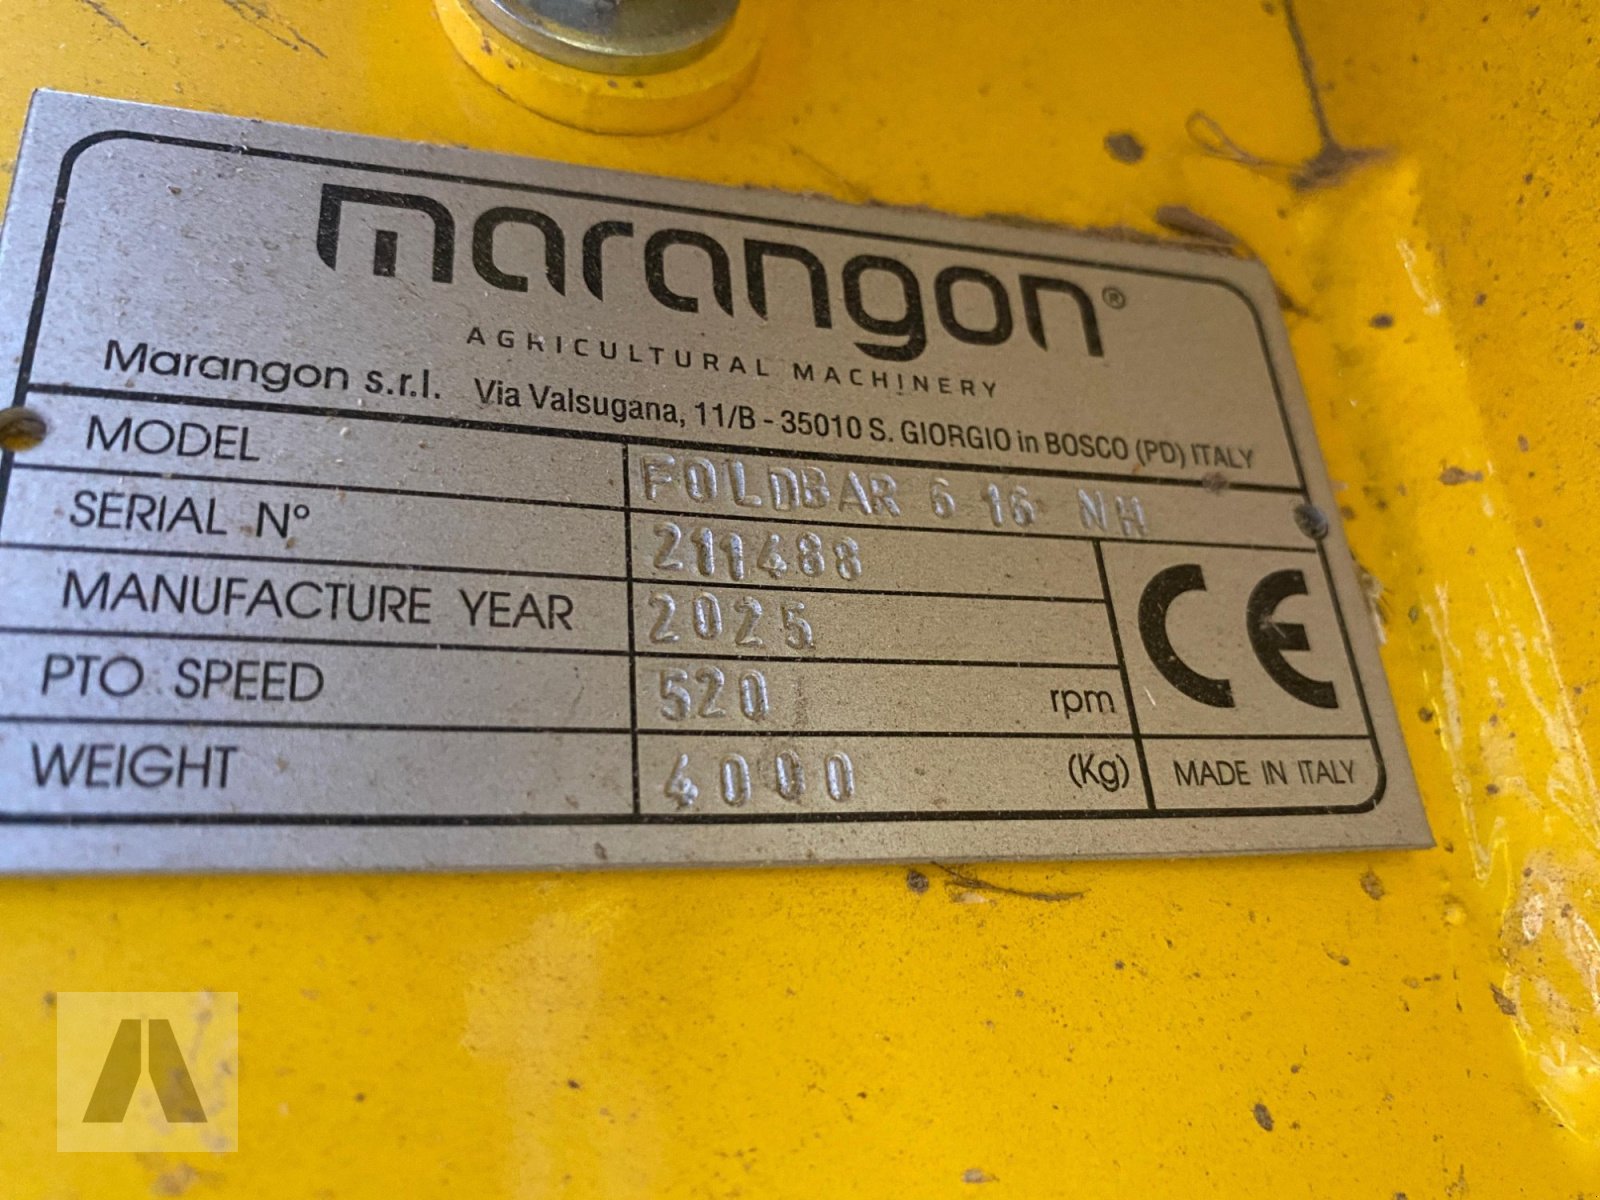 marangon®
AGRICULTURAL MACHINERY
Marangon s.r.l. Via Valsugana, 11/B - 35010 S. GIORGIO in BOSCO (PD) ITALY
MODEL FOLDBAR 6 16 NH
SERIAL N° 211488
MANUFACTURE YEAR 2025
PTO SPEED 520 rpm
WEIGHT 4000 (Kg)
CE
MADE IN ITALY